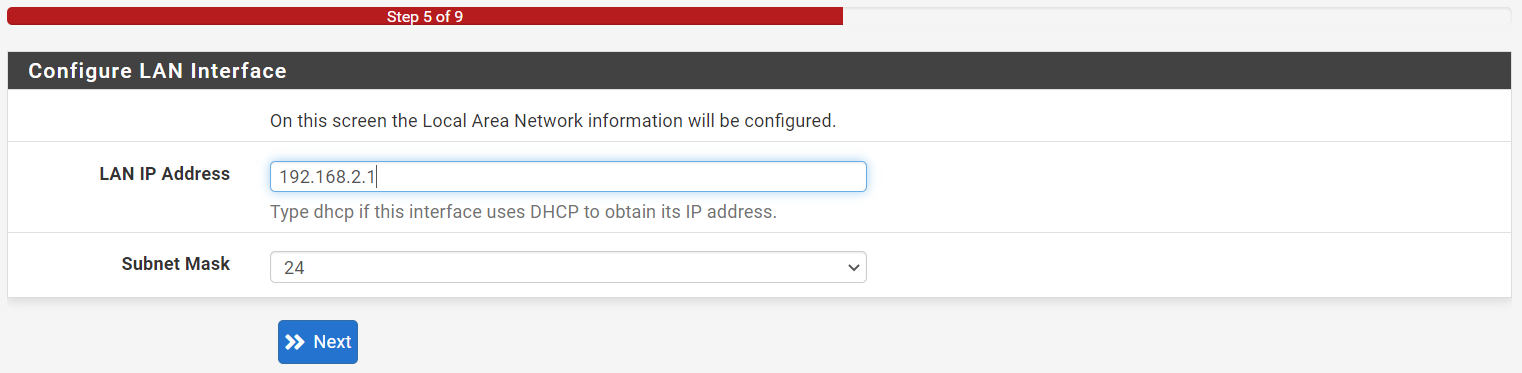 Step 5 of 9
Configure LAN Interface
On this screen the Local Area Network information will be configured.
LAN IP Address
192.168.2.1
Type dhcp if this interface uses DHCP to obtain its IP address.
Subnet Mask
24
Next